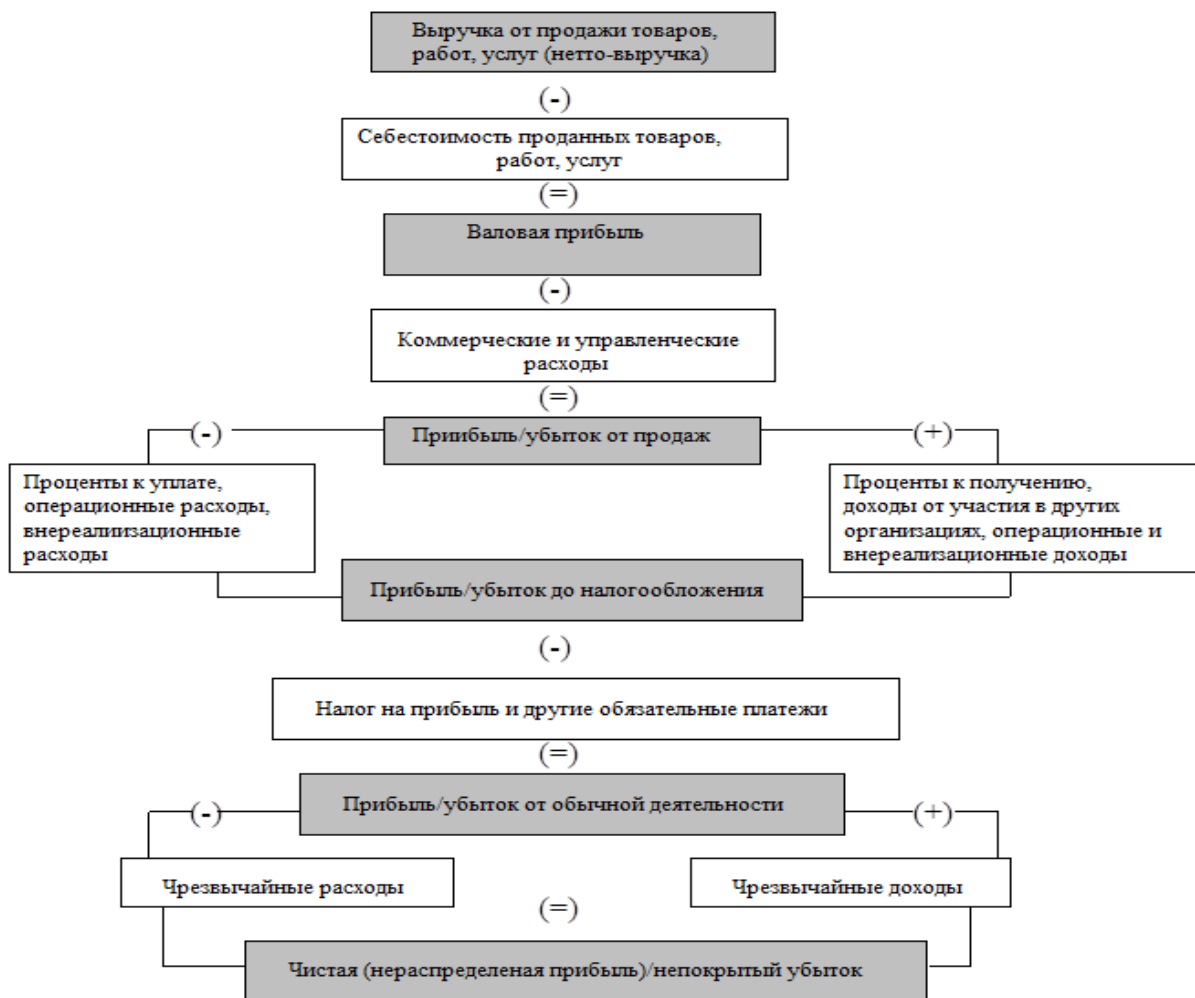 Выручка от продажи товаров,
работ, услуг (нетто-выручка)
(-)
Себестоимость проданных товаров,
работ, услуг
(=)
Валовая прибыль
(-)
Коммерческие и управленческие
расходы
(=)
(-)
Приибыль/убыток от продаж
(+)
Проценты к уплате,
операционные расходы,
внереалиизационные
расходы
Проценты к получению,
доходы от участия в других
организациях, операционные и
внереализационные доходы
Прибыль/убыток до налогообложения
(-)
Налог на прибыль и другие обязательные платежи
(=)
(-)
Прибыль/убыток от обычной деятельности
(+)
Чрезвычайные расходы
Чрезвычайные доходы
(=)
Чистая (нераспределеная прибыль)/непокрытый убыток